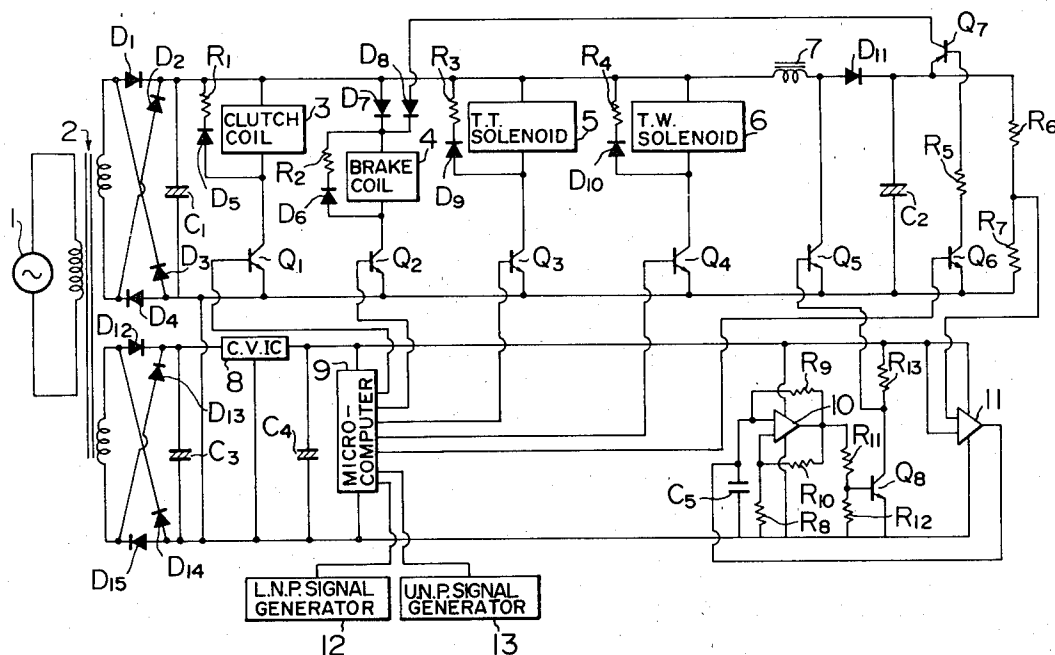 D1
D2
R1
3
CLUTCH
COIL
D5
C1
D3
D4
2
1
Q1
D7
D8
R2
4
BRAKE
COIL
D6
Q2
R3
T.T.
SOLENOID
5
D9
Q3
R4
T.W.
SOLENOID
6
D10
Q4
7
D11
Q7
Q5
C2
R5
Q6
R6
R7
D12
D13
C3
D14
D15
C.V.IC
8
C4
9
MICRO-
COMPUTER
R9
10
R10
C5
R8
R11
R12
R13
Q8
11
L.N.P. SIGNAL
GENERATOR
12
U.N.P. SIGNAL
GENERATOR
13